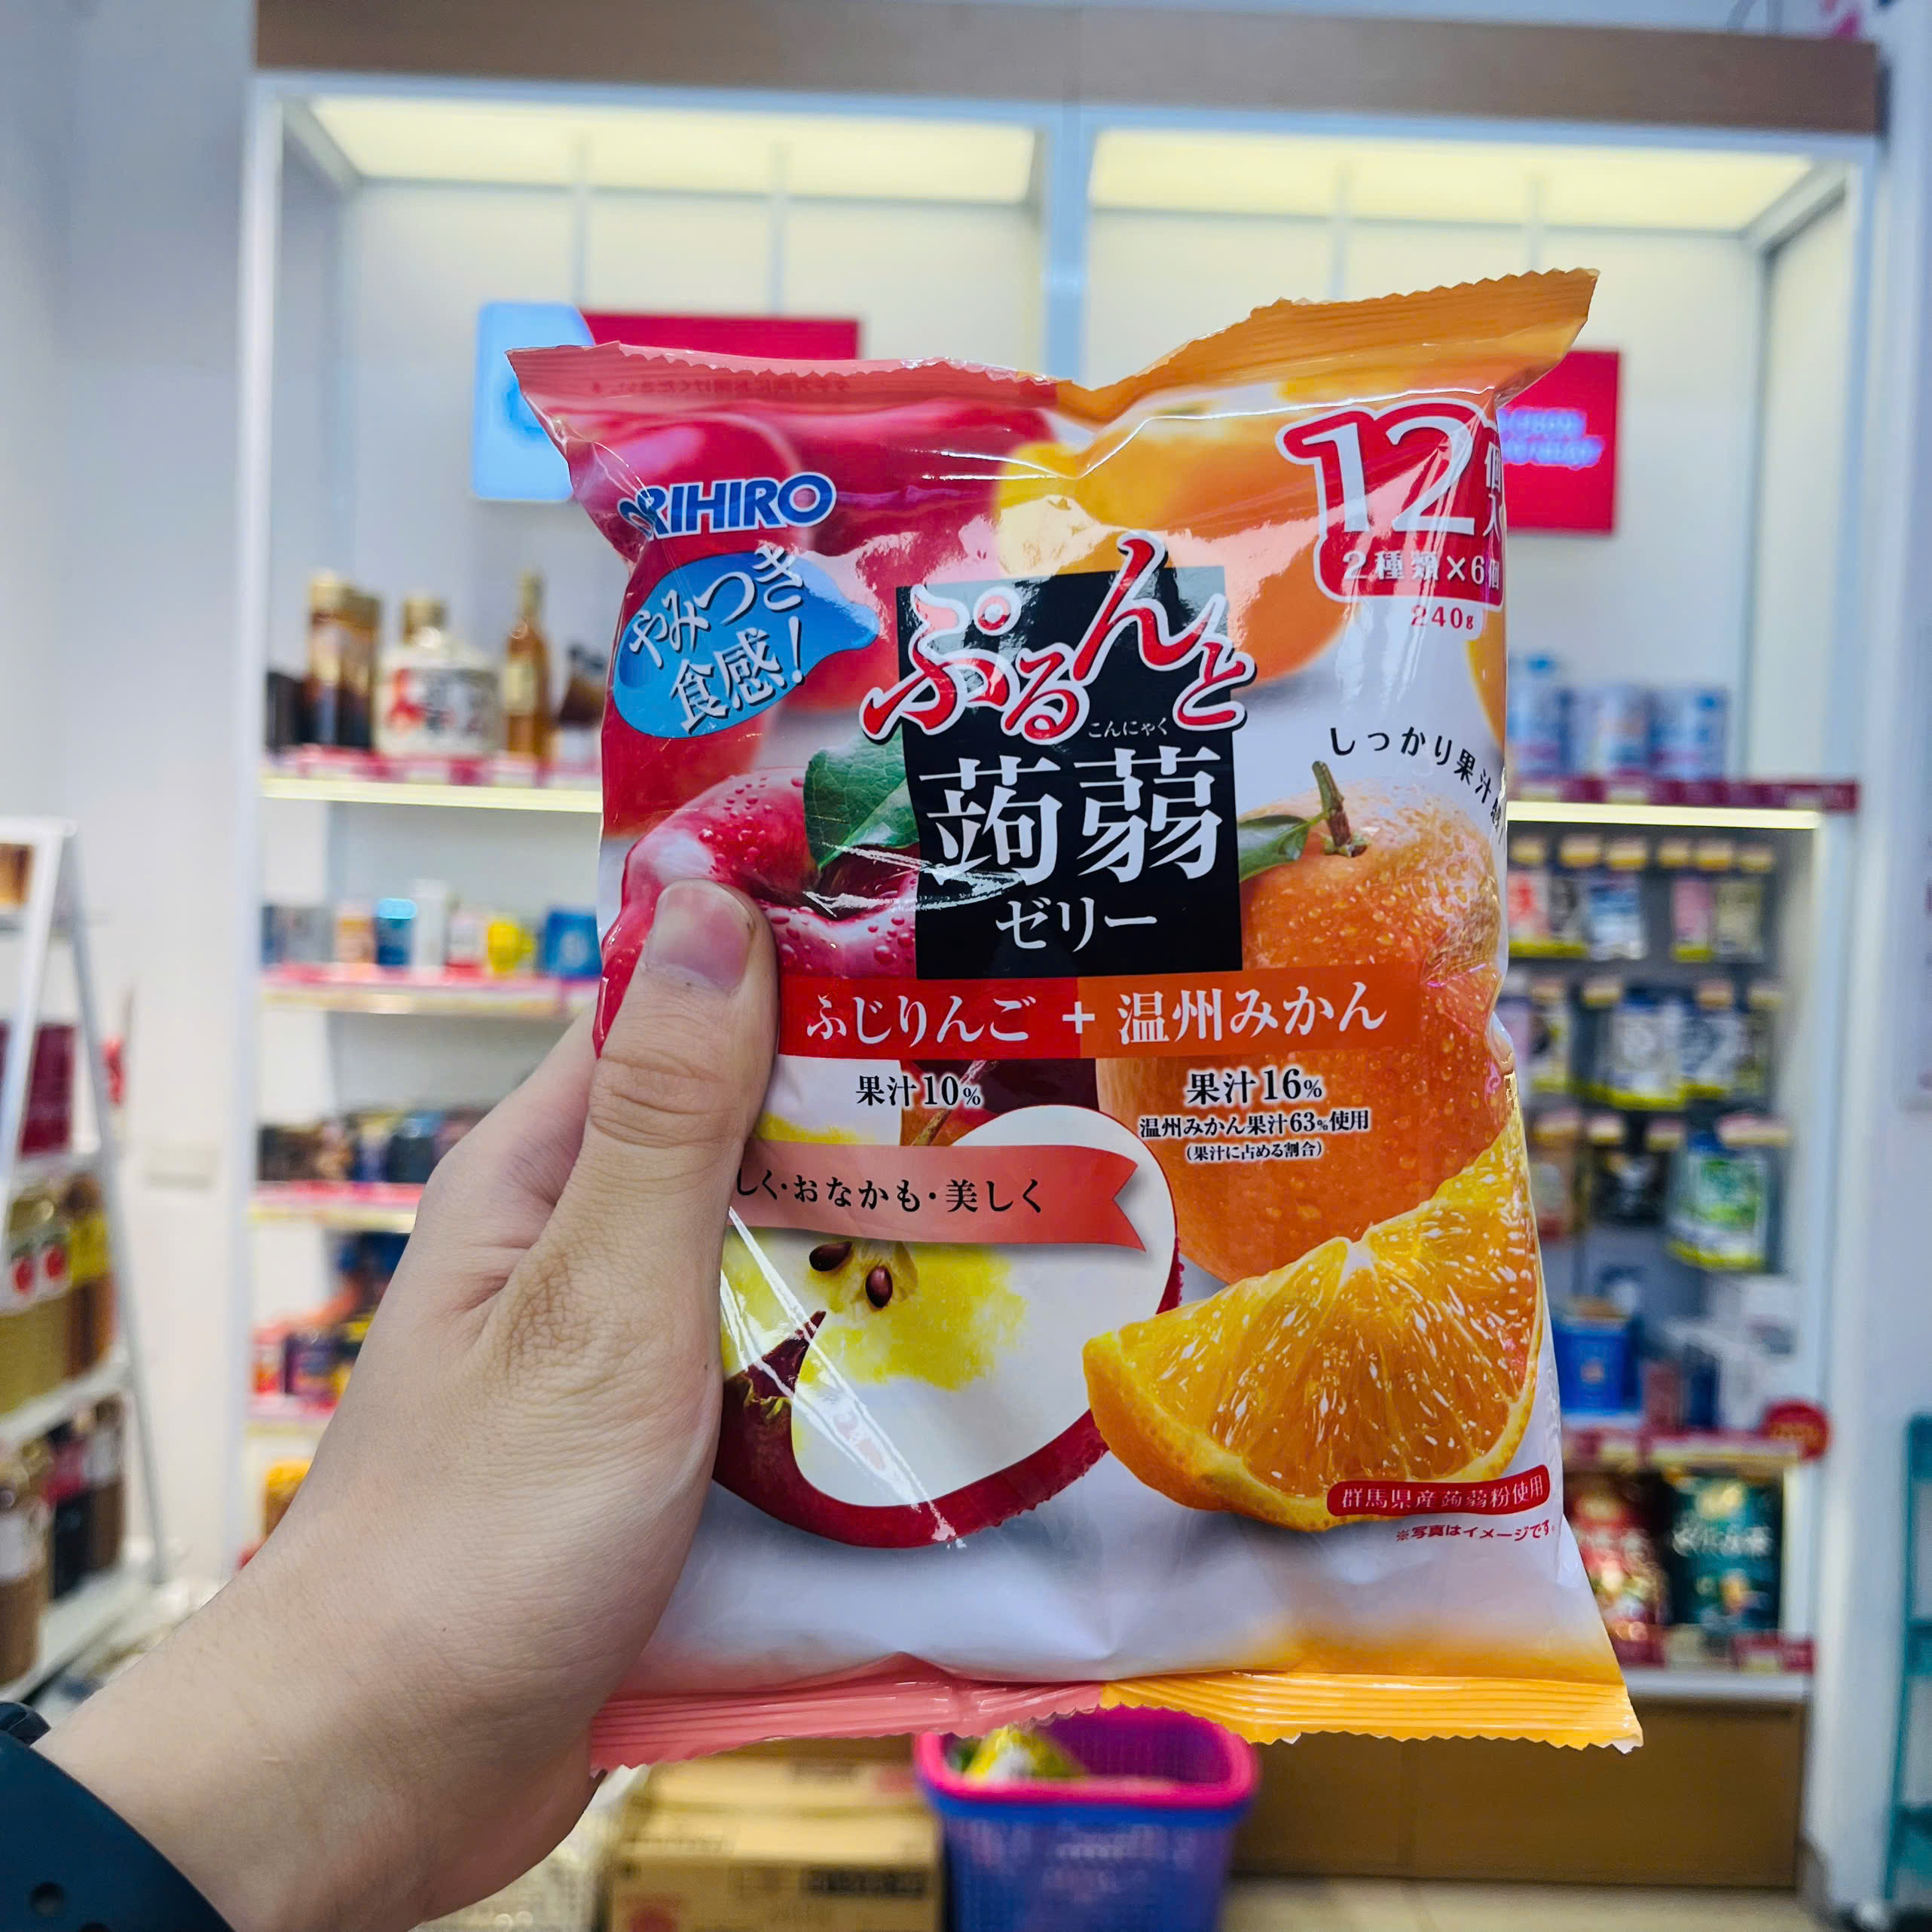 ORIHIRO
12個入
2種類×6個
240g
やみつき
食感!
ぷるんと
こんにゃく
蒟蒻
ゼリー
しっかり果汁
ふじりんご + 温州みかん
果汁10%
果汁16%
温州みかん果汁63%使用
(果汁に占める割合)
しく・おなかも・美しく
群馬県産蒟蒻粉使用
※写真はイメージです。